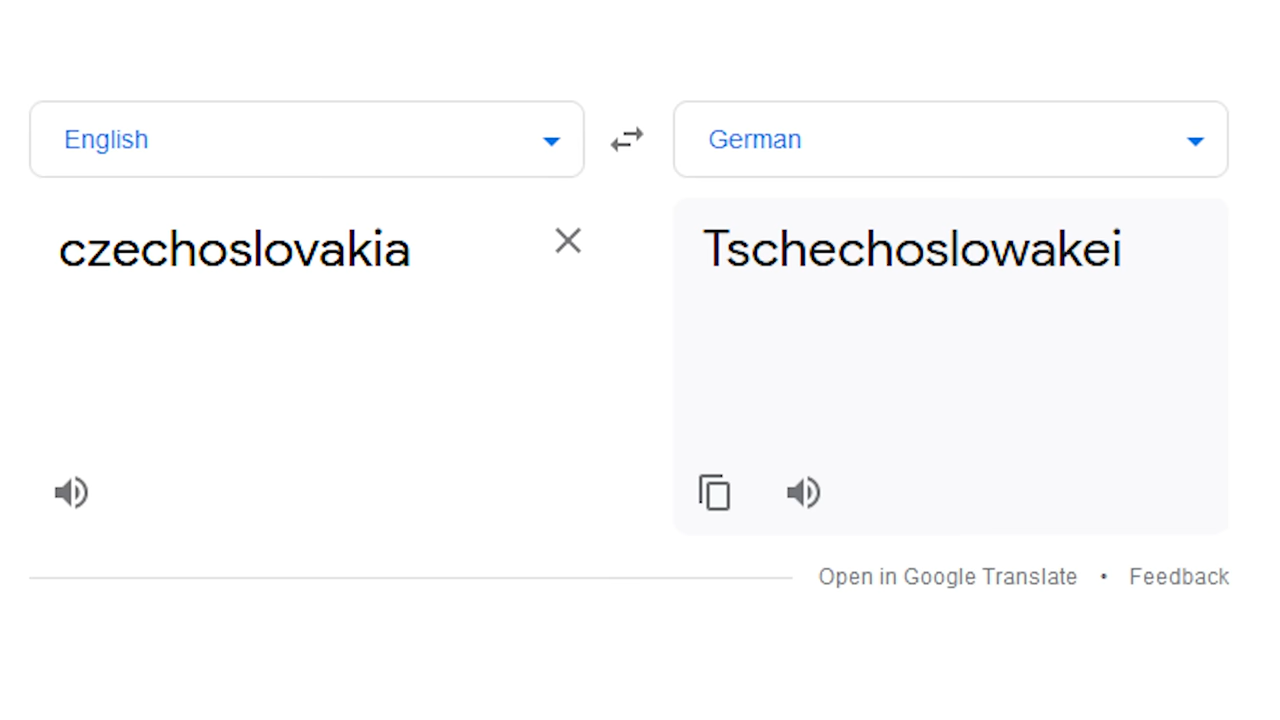 English German
czechoslovakia Tschechoslowakei
Open in Google Translate • Feedback